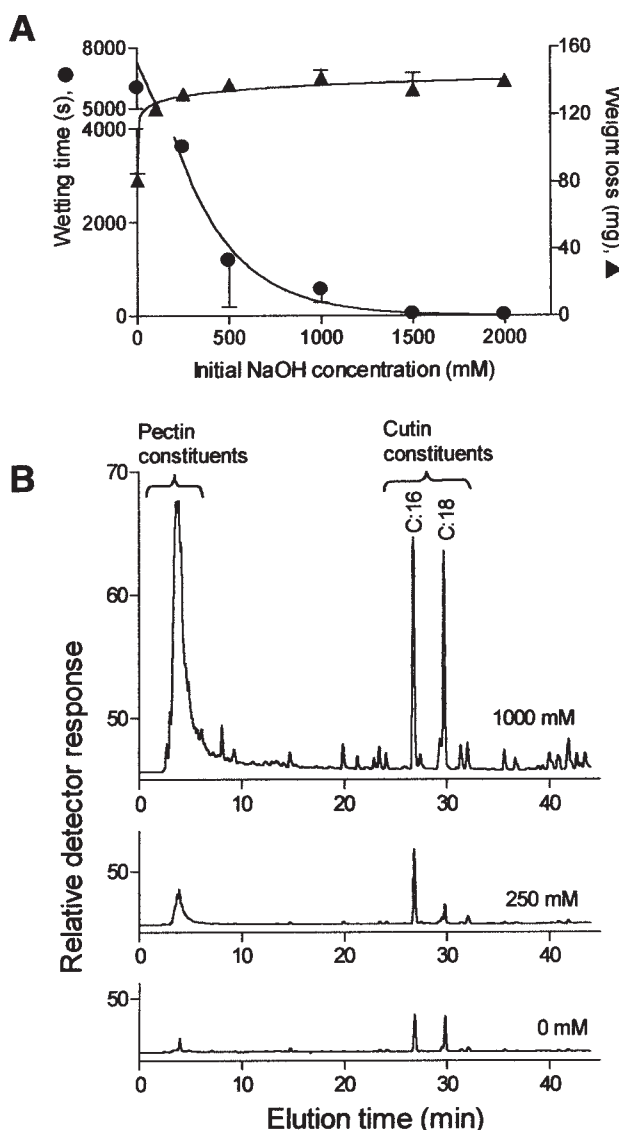 A
Wetting time (s), ●
8000
5000
4000
2000
0
160
120
80
40
0
Weight loss (mg), ▲
0 500 1000 1500 2000
Initial NaOH concentration (mM)
B
Pectin
constituents
Cutin
constituents
C:16
C:18
Relative detector response
70
60
50
1000 mM
0 10 20 30 40
50
250 mM
0 10 20 30 40
50
0 mM
0 10 20 30 40
Elution time (min)